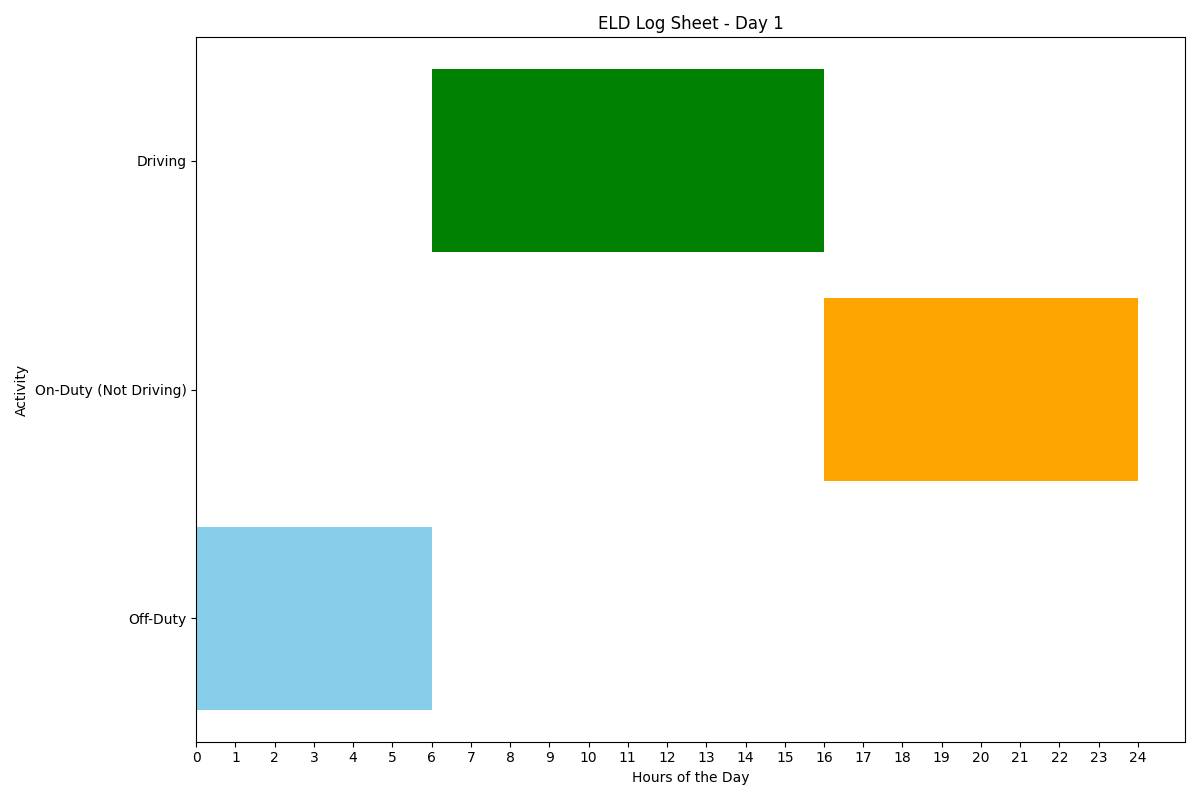 ELD Log Sheet - Day 1
Driving
On-Duty (Not Driving)
Off-Duty
Activity
0 1 2 3 4 5 6 7 8 9 10 11 12 13 14 15 16 17 18 19 20 21 22 23 24
Hours of the Day